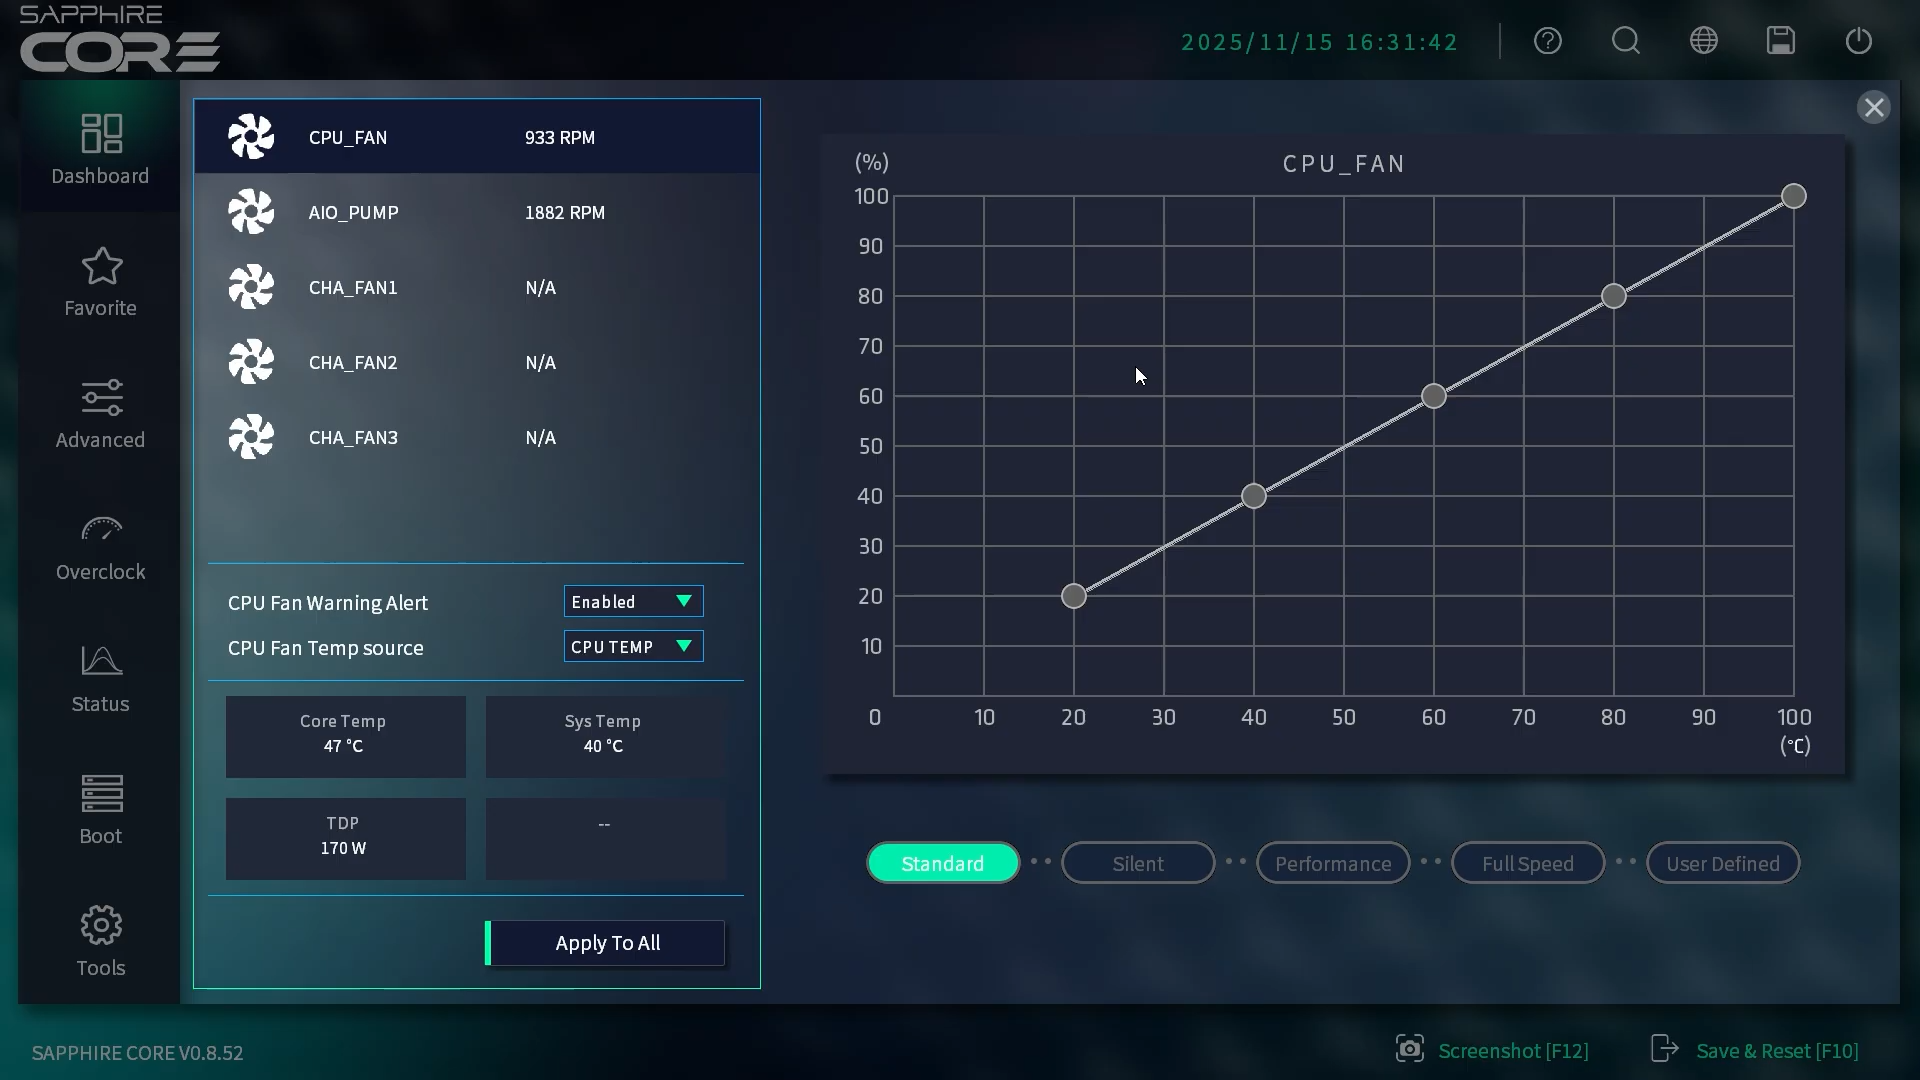 SAPPHIRE
CORE
2025/11/15 16:31:42
Dashboard
Favorite
Advanced
Overclock
Status
Boot
Tools
CPU_FAN 933 RPM
AIO_PUMP 1882 RPM
CHA_FAN1 N/A
CHA_FAN2 N/A
CHA_FAN3 N/A
CPU Fan Warning Alert Enabled
CPU Fan Temp source CPU TEMP
Core Temp
47 °C
Sys Temp
40 °C
TDP
170 W
--
Apply To All
(%) CPU_FAN
100
90
80
70
60
50
40
30
20
10
0 10 20 30 40 50 60 70 80 90 100
(°C)
Standard Silent Performance Full Speed User Defined
SAPPHIRE CORE V0.8.52
Screenshot [F12] Save & Reset [F10]